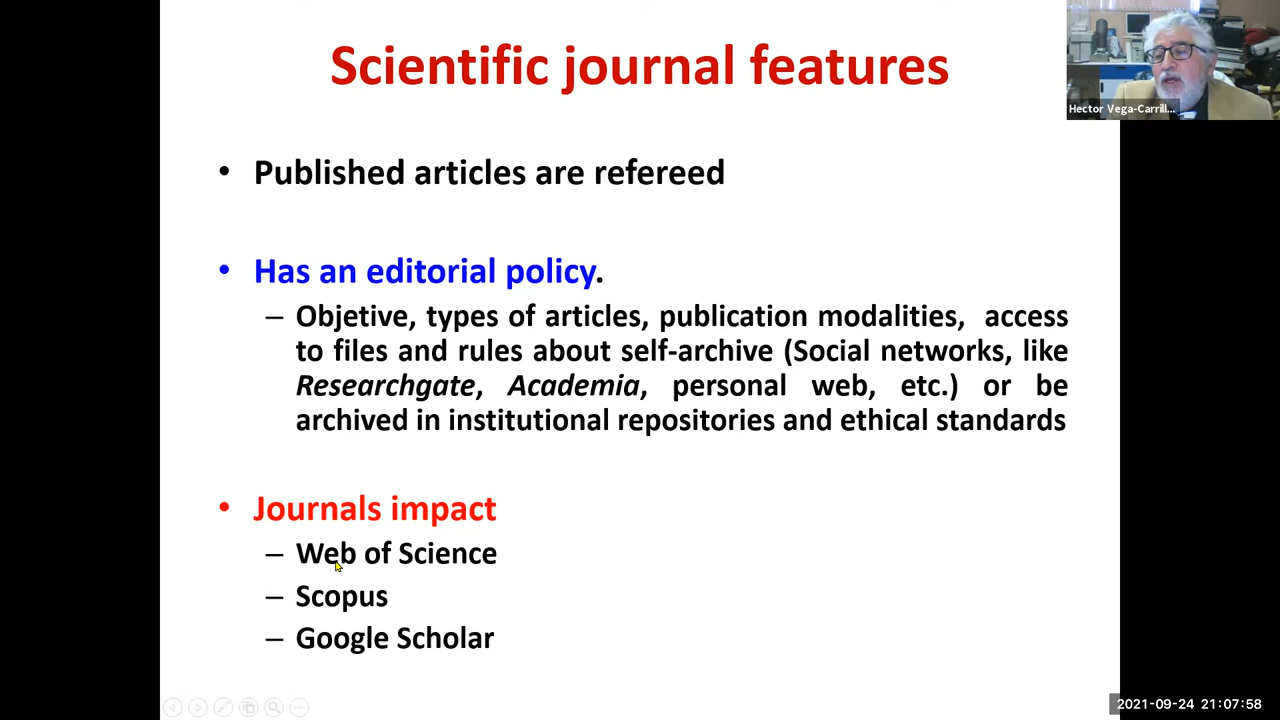 Scientific journal features
Hector Vega-Carrill...
• Published articles are refereed
• Has an editorial policy.
– Objetive, types of articles, publication modalities, access
to files and rules about self-archive (Social networks, like
Researchgate, Academia, personal web, etc.) or be
archived in institutional repositories and ethical standards
• Journals impact
– Web of Science
– Scopus
– Google Scholar
2021-09-24 21:07:58